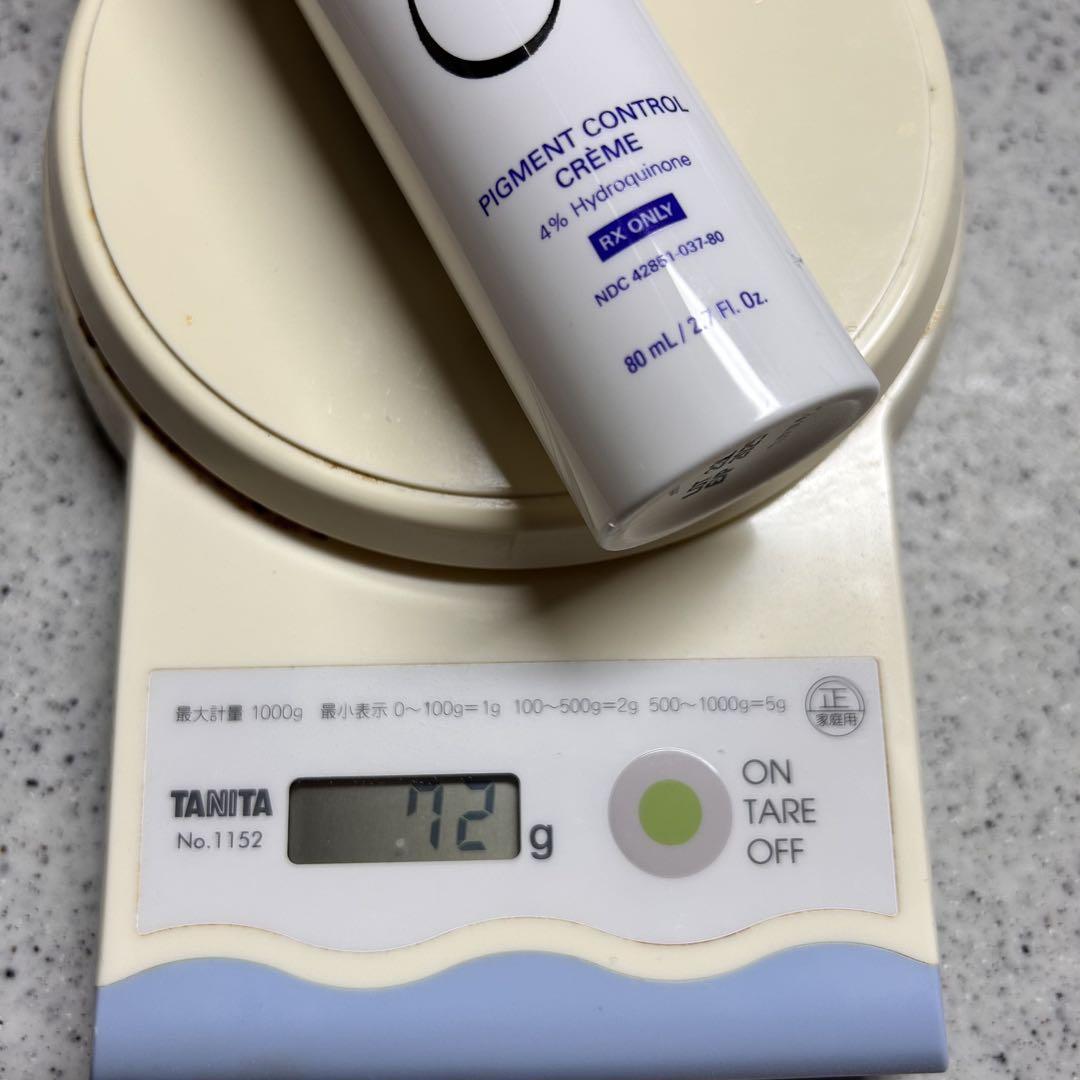 PIGMENT CONTROL
CRÈME
4% Hydroquinone
RX ONLY
NDC 42851-037-80
80 mL / 2.7 Fl. Oz.
最大計量 1000g 最小表示 0~100g=1g 100~500g=2g 500~1000g=5g
正
家庭用
TANITA
No.1152
72 g
ON
TARE
OFF